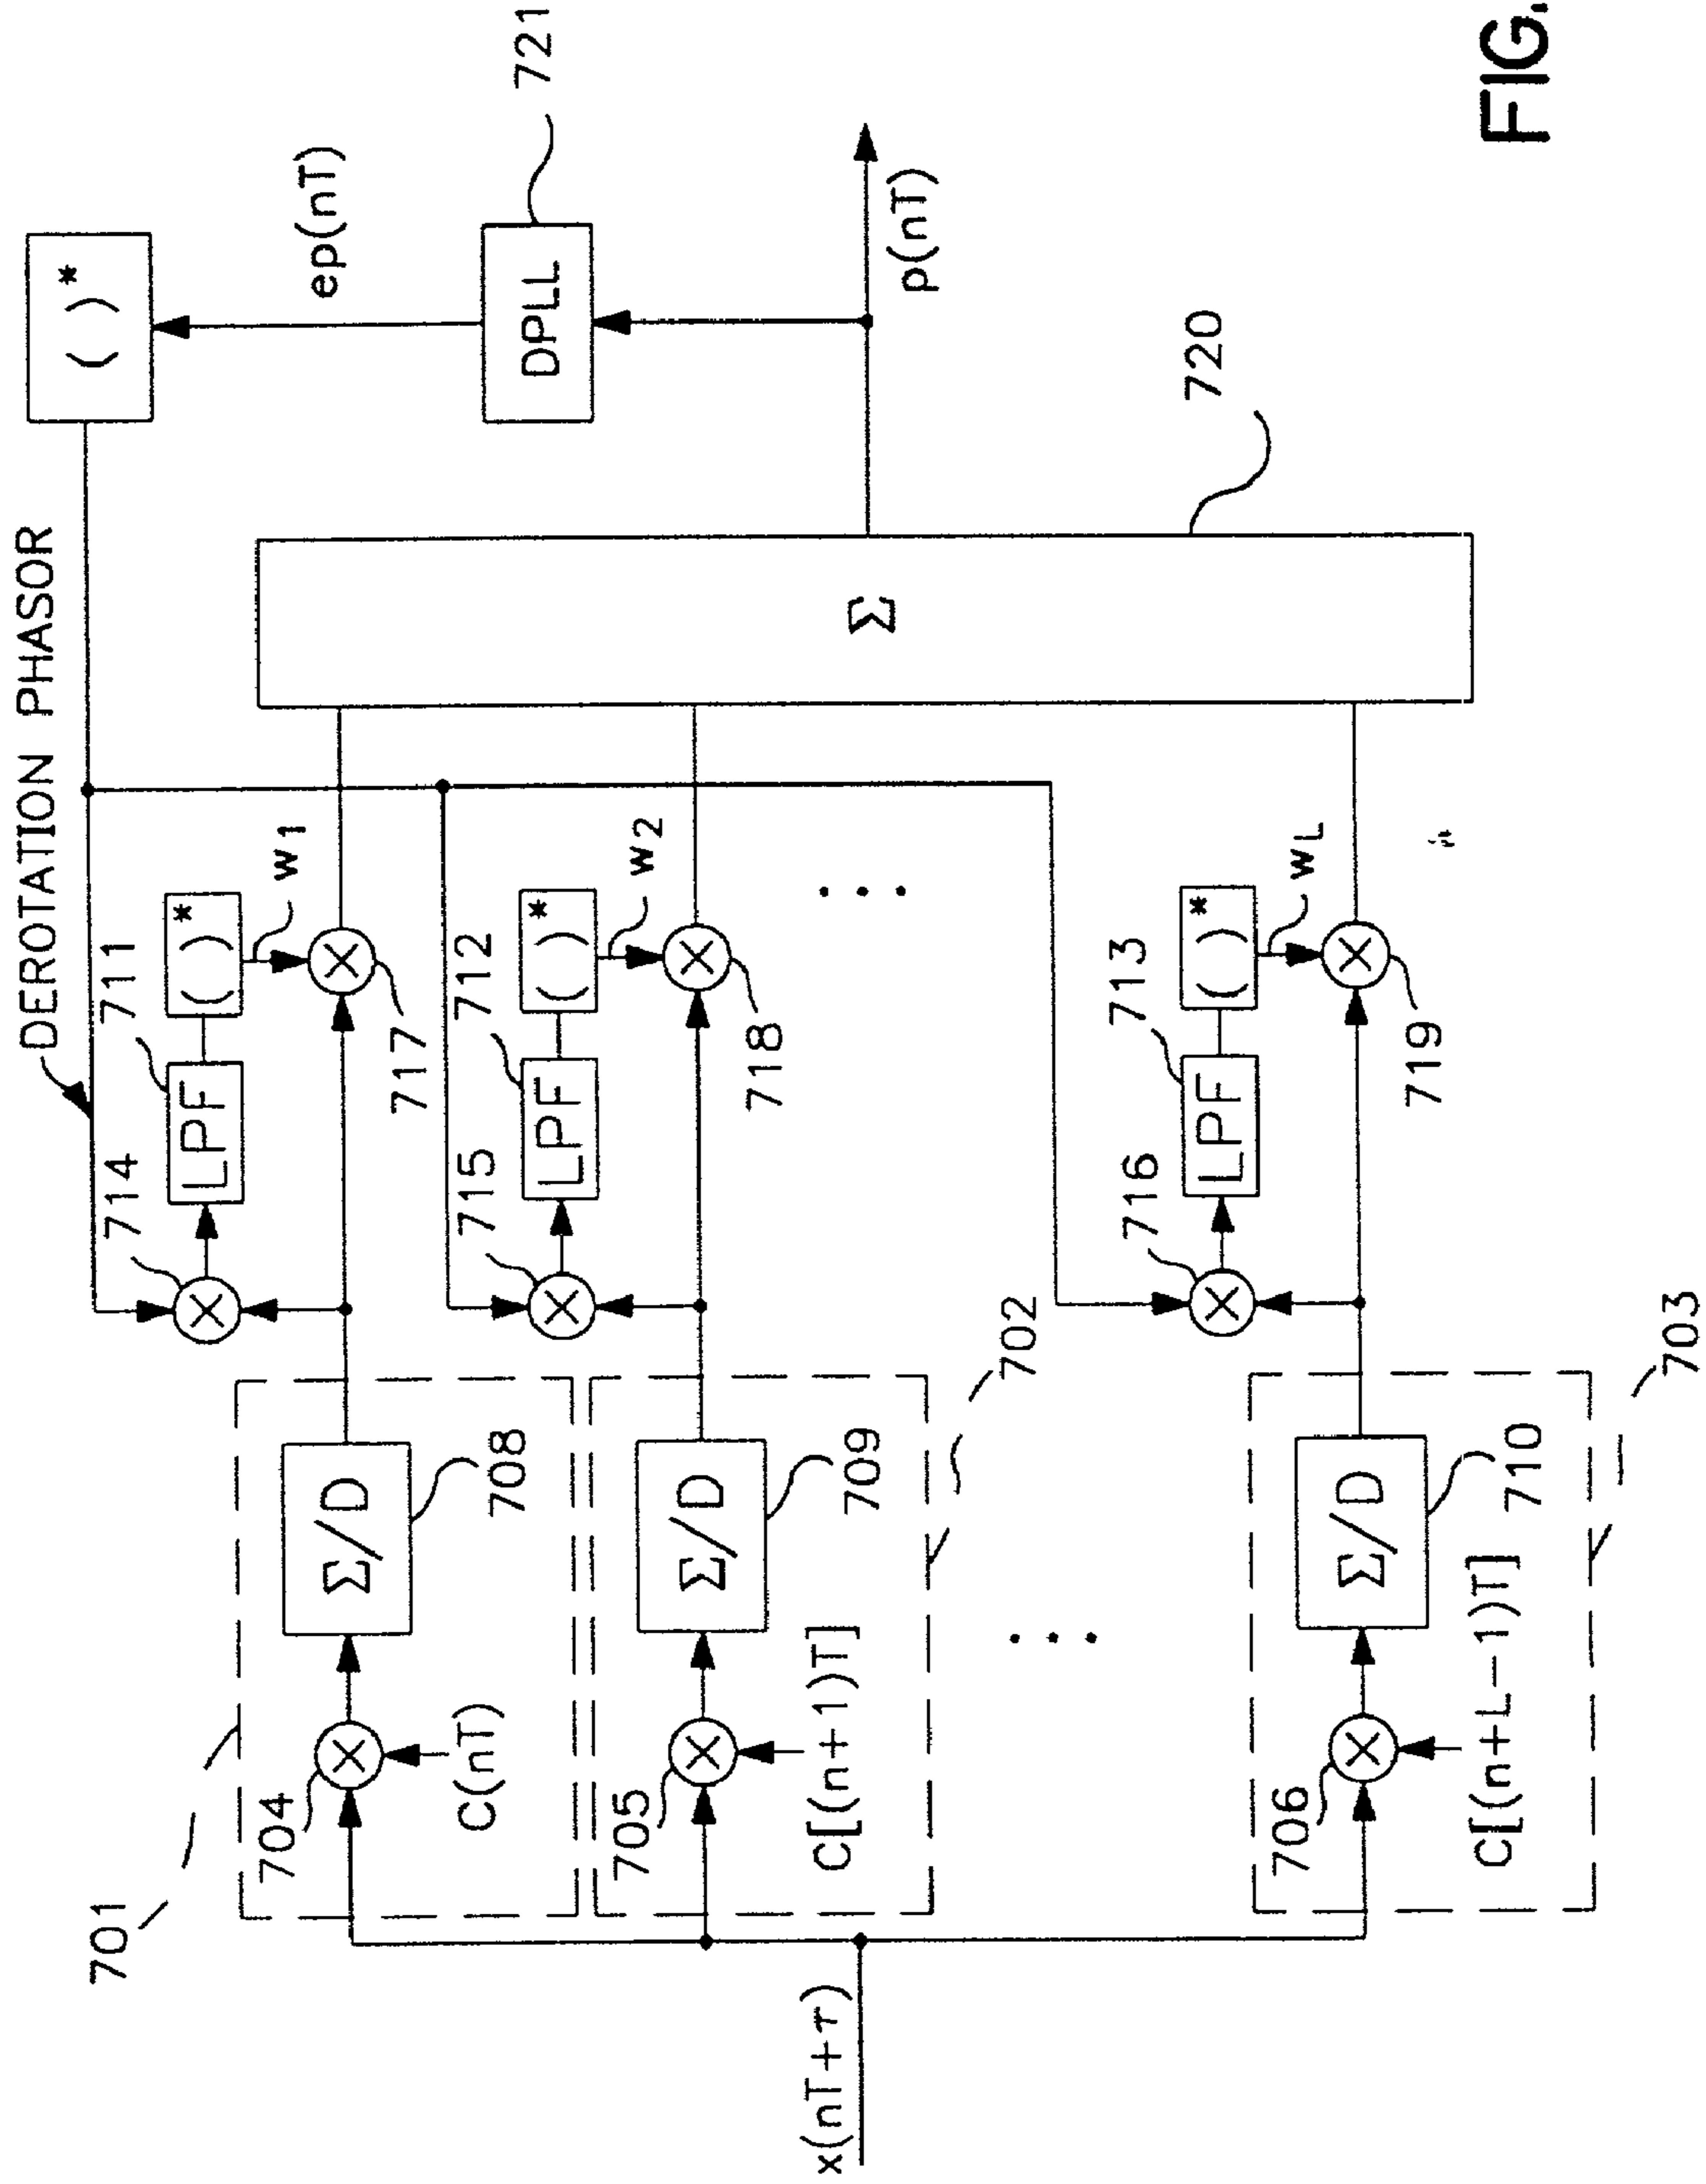 x(nT+τ)
701
704
C(nT)
Σ/D
708
705
C[(n+1)T]
Σ/D
709
702
706
C[(n+L-1)T]
Σ/D
710
703
DEROTATION PHASOR
714
LPF
711
( )*
w1
717
715
LPF
712
( )*
w2
718
716
LPF
713
( )*
wL
719
Σ
720
( )*
ep(nT)
DPLL
721
p(nT)
FIG.